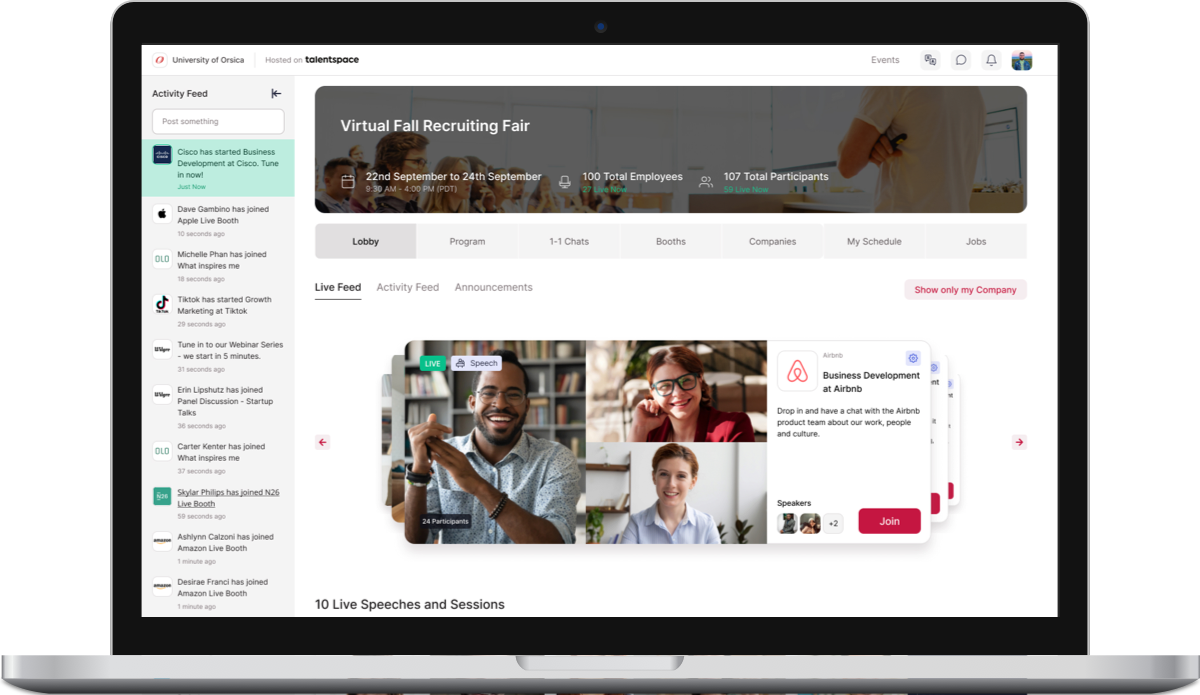 University of Orsica
Hosted on talentspace
Events
Activity Feed
Post something
Cisco has started Business
Development at Cisco. Tune
in now!
Just Now
Dave Gambino has joined
Apple Live Booth
10 seconds ago
OLO
Michelle Phan has joined
What inspires me
18 seconds ago
TikTok
Tiktok has started Growth
Marketing at Tiktok
29 seconds ago
Tune in to our Webinar Series
- we start in 5 minutes.
31 seconds ago
Erin Lipshutz has joined
Panel Discussion - Startup
Talks
36 seconds ago
OLO
Carter Kenter has joined
What inspires me
37 seconds ago
N26
Skylar Philips has joined N26
Live Booth
59 seconds ago
amazon
Ashlynn Calzoni has joined
Amazon Live Booth
1 minute ago
amazon
Desirae Franci has joined
Amazon Live Booth
1 minute ago
Virtual Fall Recruiting Fair
22nd September to 24th September
9:30 AM - 4:00 PM (PDT)
100 Total Employees
27 Live Now
107 Total Participants
59 Live Now
Lobby
Program
1-1 Chats
Booths
Companies
My Schedule
Jobs
Live Feed
Activity Feed
Announcements
Show only my Company
LIVE
Speech
24 Participants
Airbnb
Business Development
at Airbnb
Drop in and have a chat with the Airbnb
product team about our work, people
and culture.
Speakers
+2
Join
10 Live Speeches and Sessions